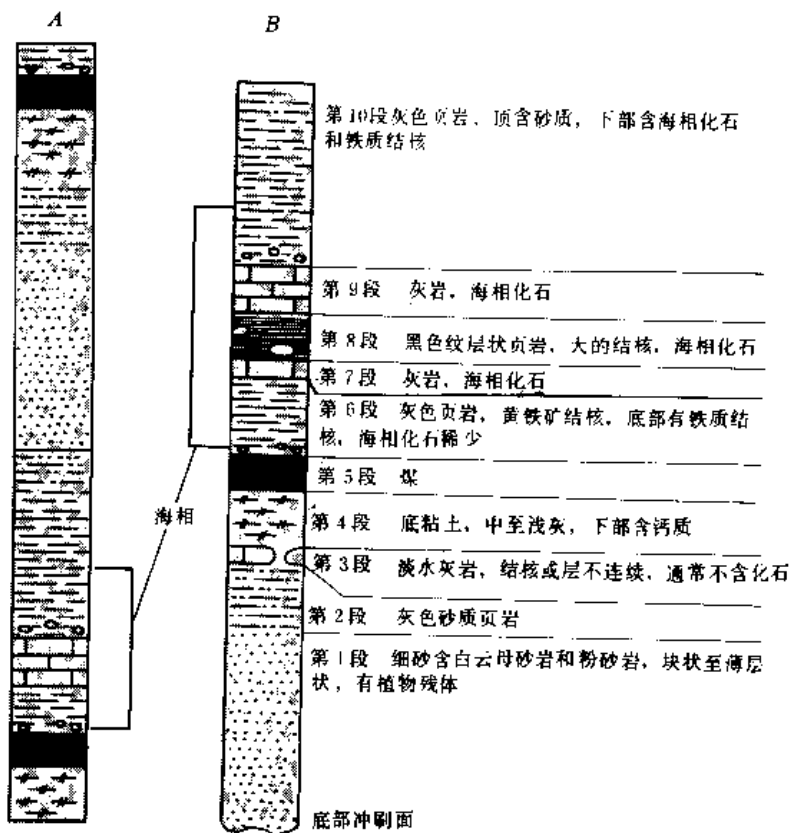 A
B
第10段灰色页岩、顶含砂质，下部含海相化石
和铁质结核
第9段 灰岩，海相化石
第8段 黑色纹层状页岩，大的结核，海相化石
第7段 灰岩，海相化石
第6段 灰色页岩，黄铁矿结核，底部有铁质结
核，海相化石稀少
第5段 煤
海相
第4段 底粘土，中至浅灰，下部含钙质
第3段 淡水灰岩，结核或层不连续，通常不含化石
第2段 灰色砂质页岩
第1段 细砂含白云母砂岩和粉砂岩，块状至薄层
状，有植物残体
底部冲刷面